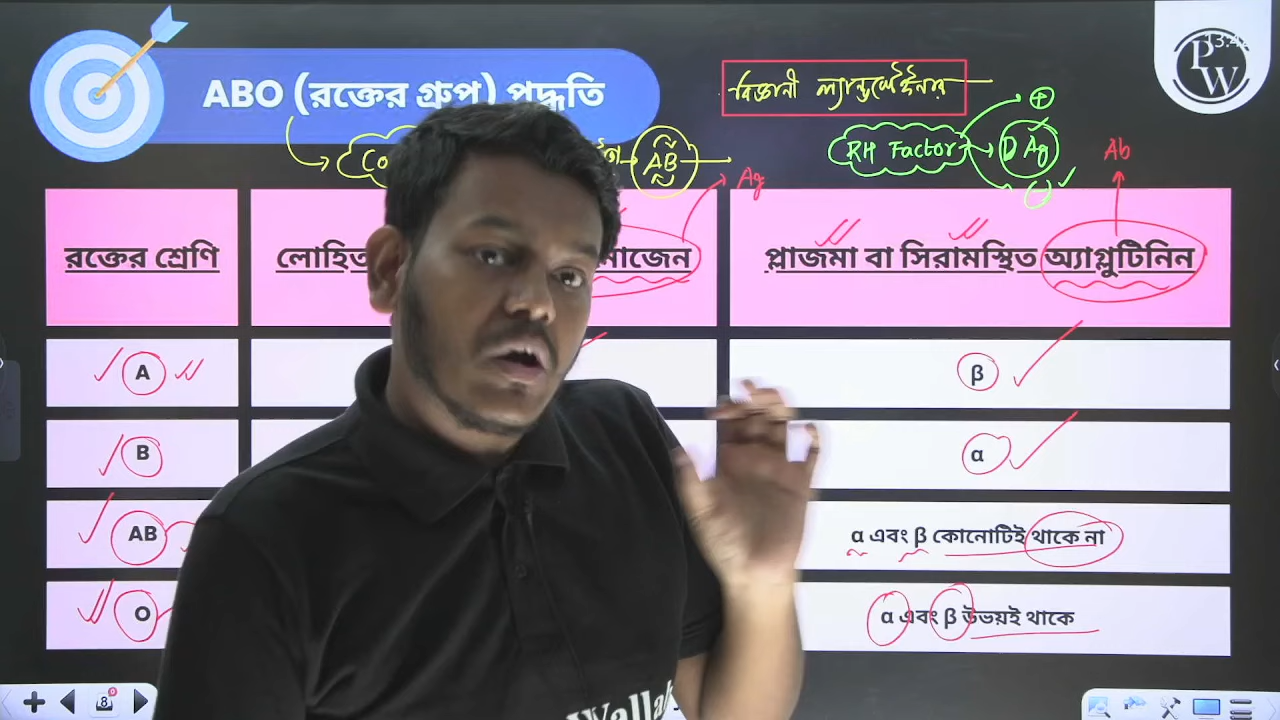 ABO (রক্তের গ্রুপ) পদ্ধতি
বিজ্ঞানী ল্যান্ডস্টেইনার
PW
RH Factor
+
D Ag
-
AB
Ag
Ab
রক্তের শ্রেণি
প্লাজমা বা সিরামস্থিত অ্যাগ্লুটিনিন
A
β
B
α
AB
α এবং β কোনোটিই থাকে না
O
α এবং β উভয়ই থাকে
8